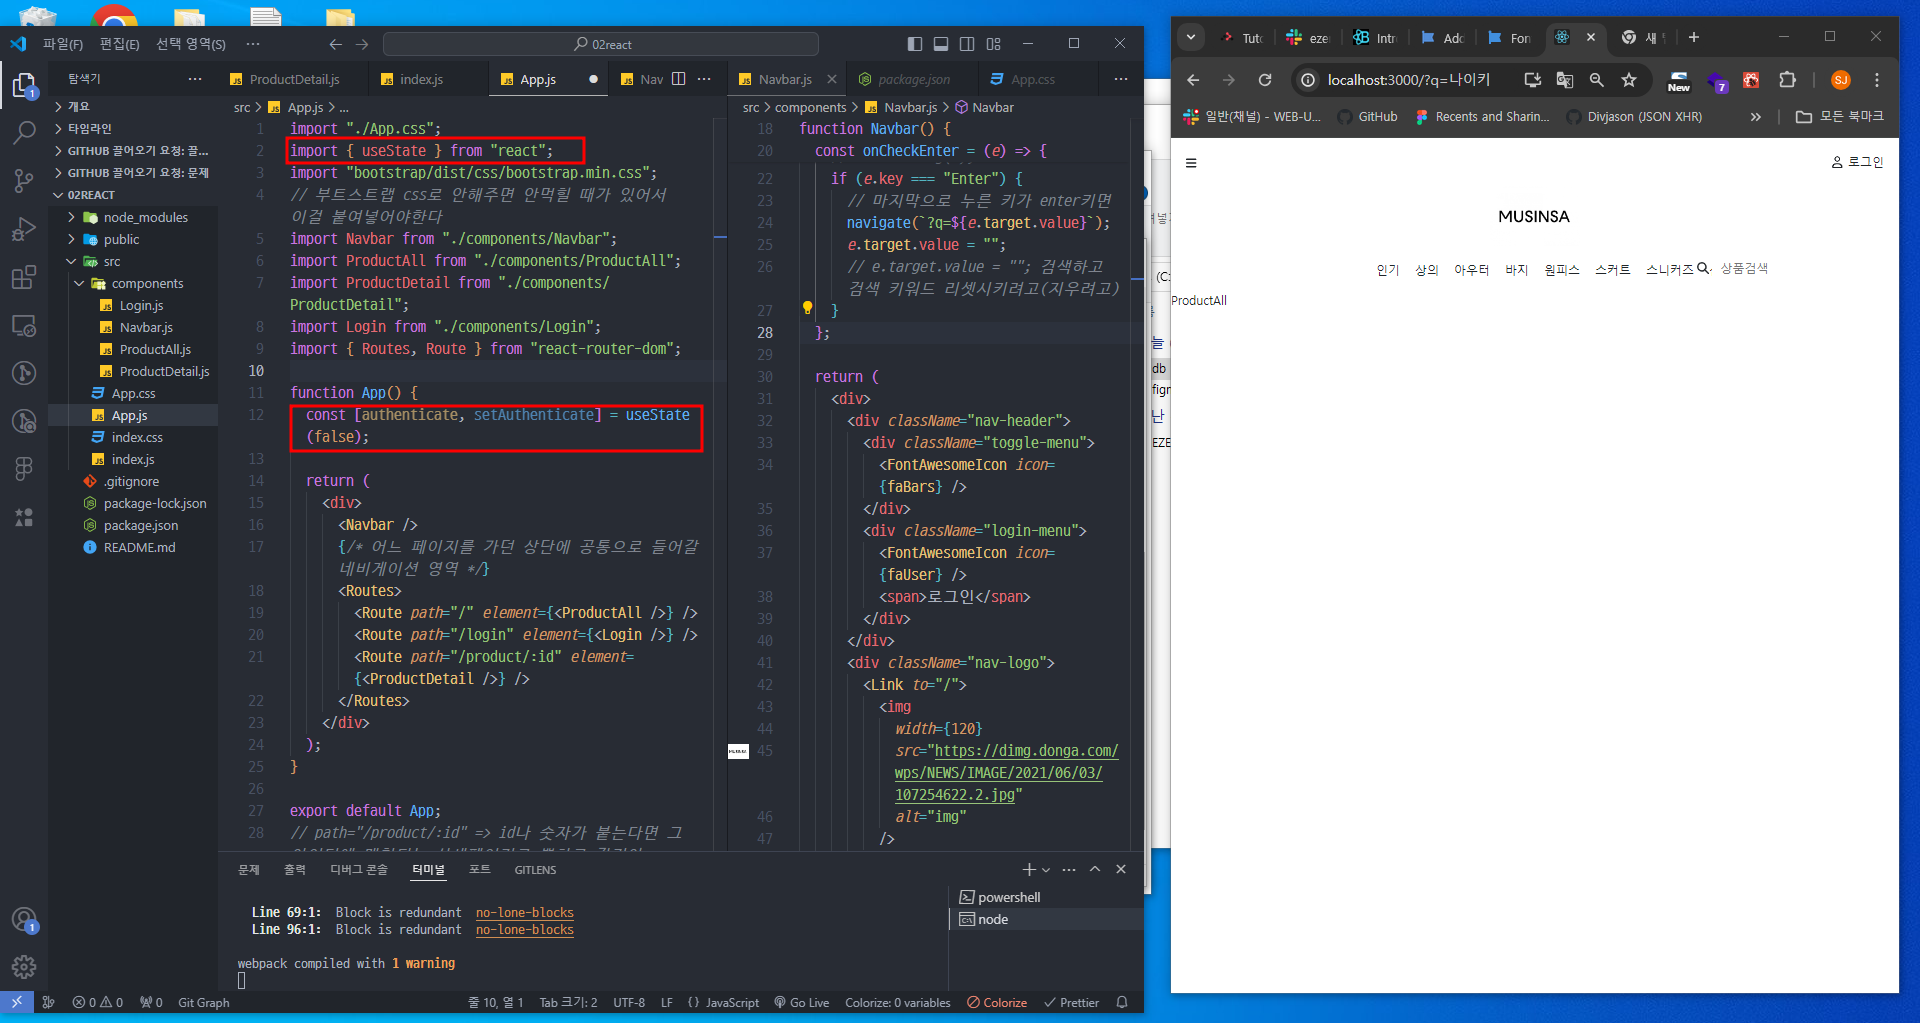 파일(F) 편집(E) 선택 영역(S) ··· 02react
탐색기 ···
개요
타임라인
GITHUB 끌어오기 요청: 끌...
GITHUB 끌어오기 요청: 문제
02REACT
node_modules
public
src
components
Login.js
Navbar.js
ProductAll.js
ProductDetail.js
App.css
App.js
index.css
index.js
.gitignore
package-lock.json
package.json
README.md
ProductDetail.js index.js App.js Nav ···
src > App.js > ...
1 import "./App.css";
2 import { useState } from "react";
3 import "bootstrap/dist/css/bootstrap.min.css";
4 // 부트스트랩 css로 안해주면 안먹힐 때가 있어서
이걸 붙여넣어야한다
5 import Navbar from "./components/Navbar";
6 import ProductAll from "./components/ProductAll";
7 import ProductDetail from "./components/
ProductDetail";
8 import Login from "./components/Login";
9 import { Routes, Route } from "react-router-dom";
10
11 function App() {
12 const [authenticate, setAuthenticate] = useState
(false);
13
14 return (
15 <div>
16 <Navbar />
17 {/* 어느 페이지를 가던 상단에 공통으로 들어갈
네비게이션 영역 */}
18 <Routes>
19 <Route path="/" element={<ProductAll />} />
20 <Route path="/login" element={<Login />} />
21 <Route path="/product/:id" element=
{<ProductDetail />} />
22 </Routes>
23 </div>
24 );
25 }
26
27 export default App;
28 // path="/product/:id" => id나 숫자가 붙는다면 그
Navbar.js package.json App.css ···
src > components > Navbar.js > Navbar
18 function Navbar() {
20 const onCheckEnter = (e) => {
22 if (e.key === "Enter") {
23 // 마지막으로 누른 키가 enter키면
24 navigate(`?q=${e.target.value}`);
25 e.target.value = "";
26 // e.target.value = ""; 검색하고
검색 키워드 리셋시키려고(지우려고)
27 }
28 };
29
30 return (
31 <div>
32 <div className="nav-header">
33 <div className="toggle-menu">
34 <FontAwesomeIcon icon=
{faBars} />
35 </div>
36 <div className="login-menu">
37 <FontAwesomeIcon icon=
{faUser} />
38 <span>로그인</span>
39 </div>
40 </div>
41 <div className="nav-logo">
42 <Link to="/">
43 <img
44 width={120}
45 src="https://dimg.donga.com/
wps/NEWS/IMAGE/2021/06/03/
107254622.2.jpg"
46 alt="img"
47 />
문제 출력 디버그 콘솔 터미널 포트 GITLENS
Line 69:1: Block is redundant no-lone-blocks
Line 96:1: Block is redundant no-lone-blocks
webpack compiled with 1 warning
powershell
node
0 0 0 Git Graph 줄 10, 열 1 Tab 크기: 2 UTF-8 LF {} JavaScript Go Live Colorize: 0 variables Colorize Prettier
(C:
늘
db
figr
난
EZE
Tuto eze Intr Add Fon 새
localhost:3000/?q=나이키 New 7 SJ
일반(채널) - WEB-U... GitHub Recents and Sharin... Divjason (JSON XHR) » 모든 북마크
로그인
MUSINSA
인기 상의 아우터 바지 원피스 스커트 스니커즈 상품검색
ProductAll